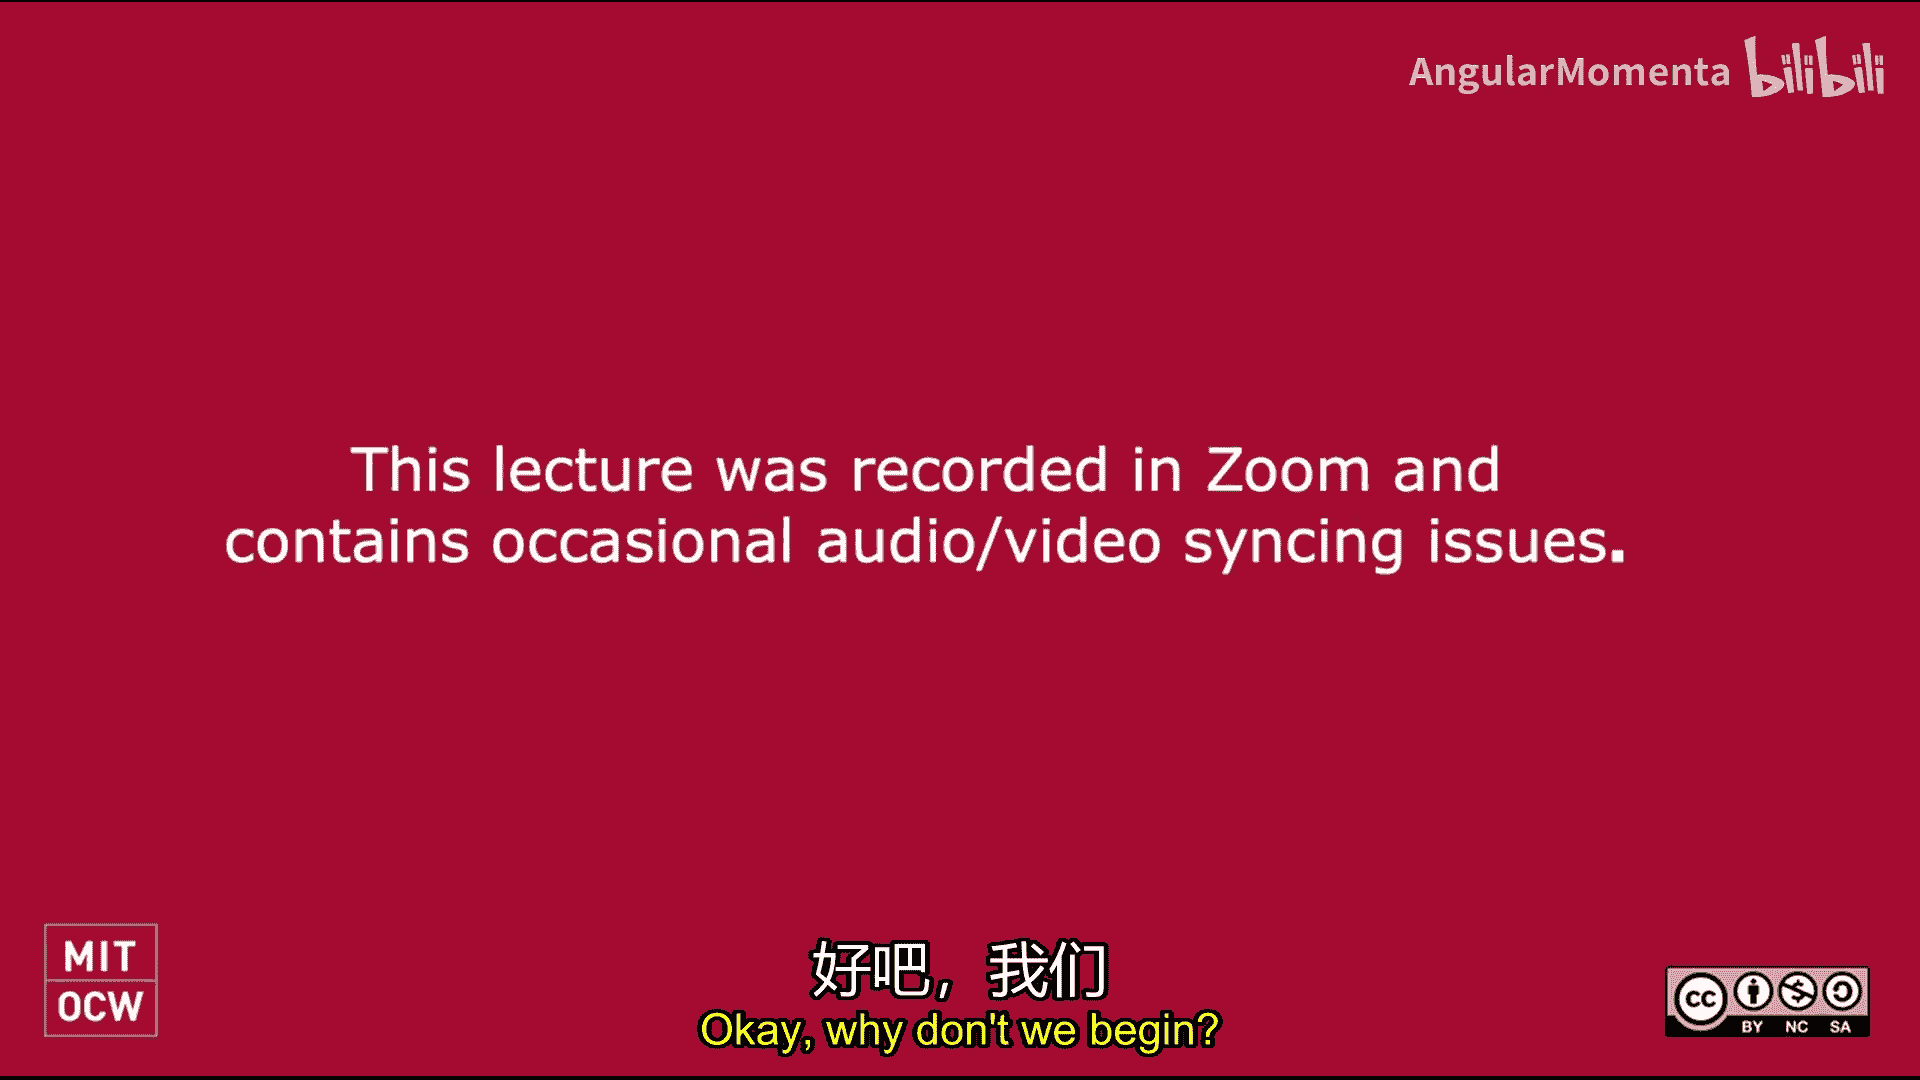 AngularMomenta bilibili
This lecture was recorded in Zoom and
contains occasional audio/video syncing issues.
好吧，我们
Okay, why don't we begin?
MIT
OCW
CC BY NC SA